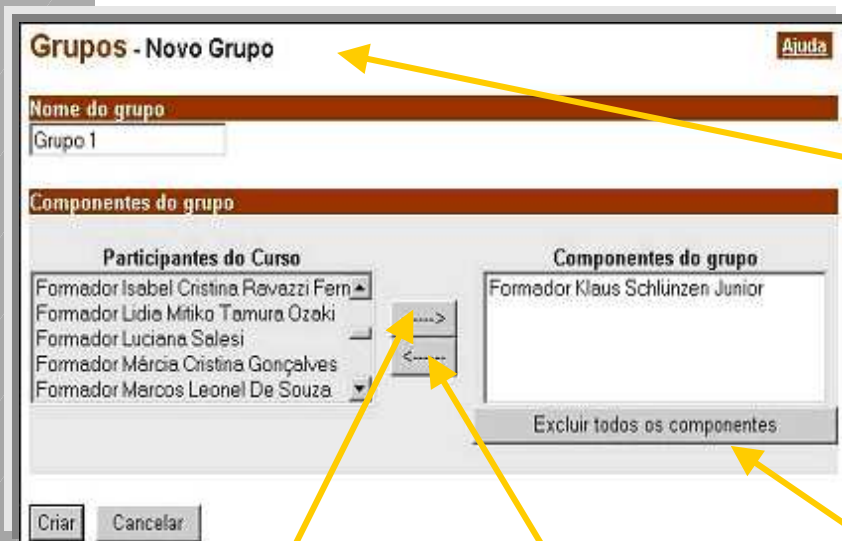 Grupos - Novo Grupo
Ajuda
Nome do grupo
Grupo 1
Componentes do grupo
Participantes do Curso
Formador Isabel Cristina Ravazzi Fern
Formador Lidia Mitiko Tamura Ozaki
Formador Luciana Salesi
Formador Márcia Cristina Gonçalves
Formador Marcos Leonel De Souza
----->
<-----
Componentes do grupo
Formador Klaus Schlünzen Junior
Excluir todos os componentes
Criar
Cancelar